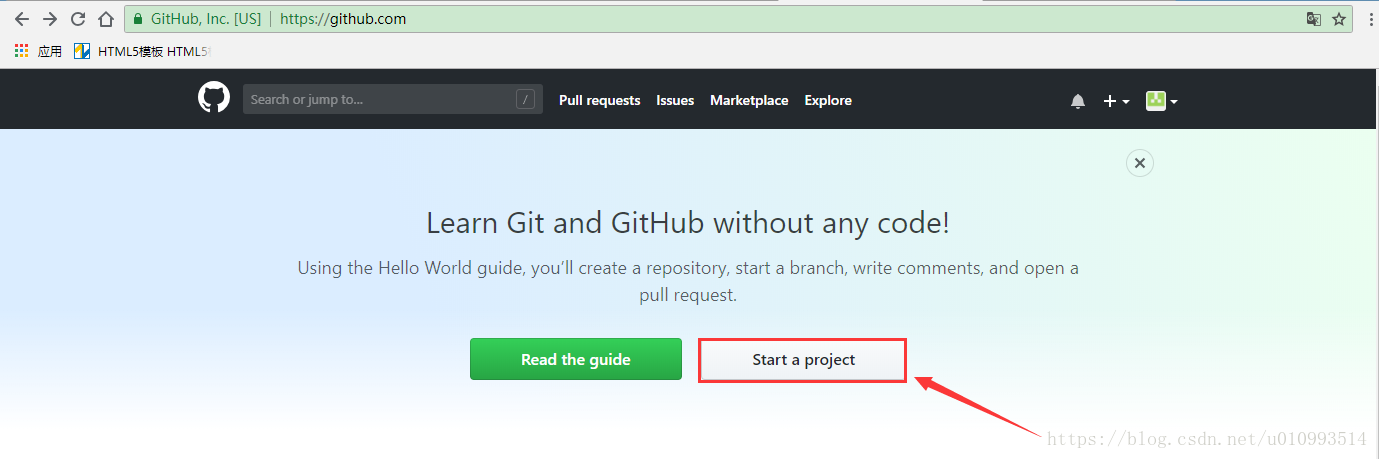 GitHub, Inc. [US] | https://github.com
应用 HTML5模板 HTML5
Search or jump to... / Pull requests Issues Marketplace Explore
Learn Git and GitHub without any code!
Using the Hello World guide, you’ll create a repository, start a branch, write comments, and open a
pull request.
Read the guide Start a project
https://blog.csdn.net/u010993514